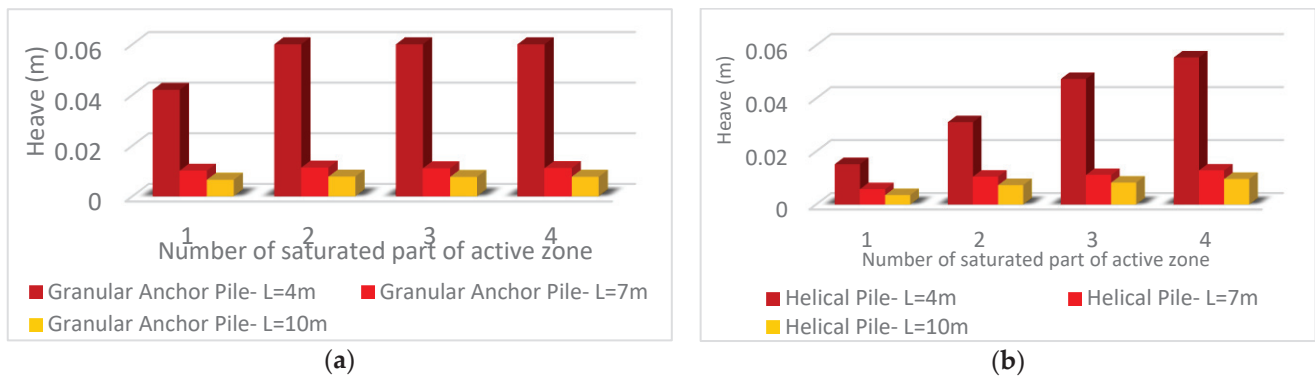 Heave (m)
0.06
0.04
0.02
0
1 2 3 4
Number of saturated part of active zone
Granular Anchor Pile- L=4m Granular Anchor Pile- L=7m
Granular Anchor Pile- L=10m
(a)
Heave (m)
0.06
0.04
0.02
0
1 2 3 4
Number of saturated part of active zone
Helical Pile- L=4m Helical Pile- L=7m
Helical Pile- L=10m
(b)